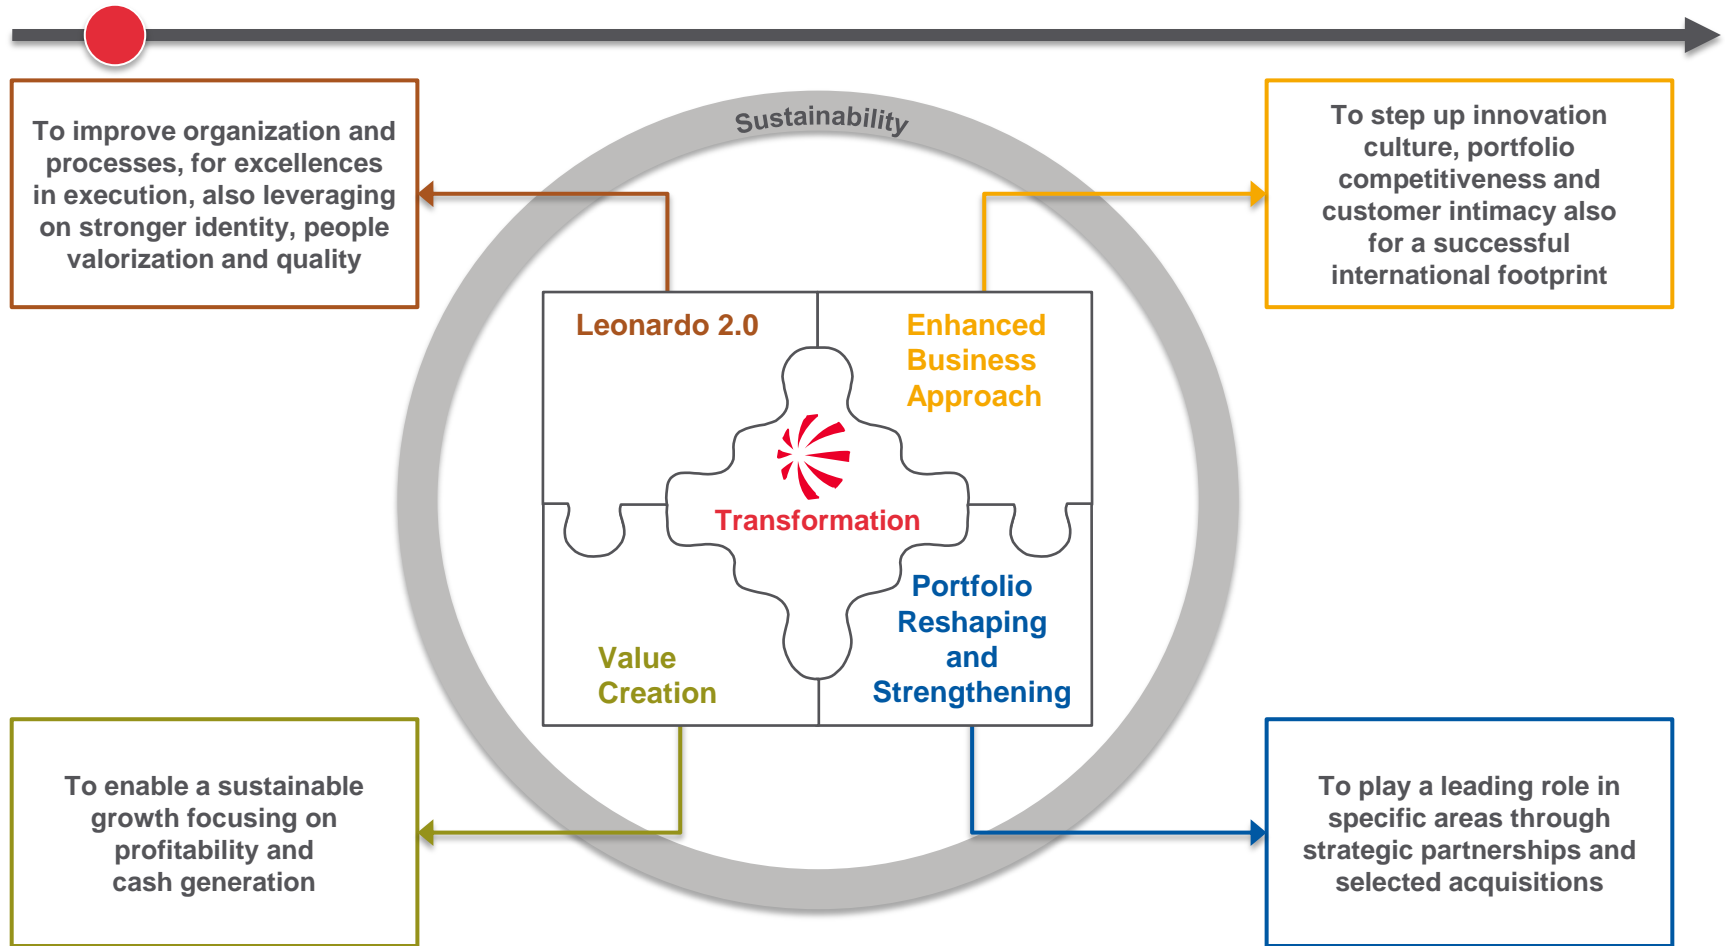 Sustainability
To improve organization and
processes, for excellences
in execution, also leveraging
on stronger identity, people
valorization and quality
To step up innovation
culture, portfolio
competitiveness and
customer intimacy also
for a successful
international footprint
Leonardo 2.0
Enhanced
Business
Approach
Transformation
Value
Creation
Portfolio
Reshaping
and
Strengthening
To enable a sustainable
growth focusing on
profitability and
cash generation
To play a leading role in
specific areas through
strategic partnerships and
selected acquisitions